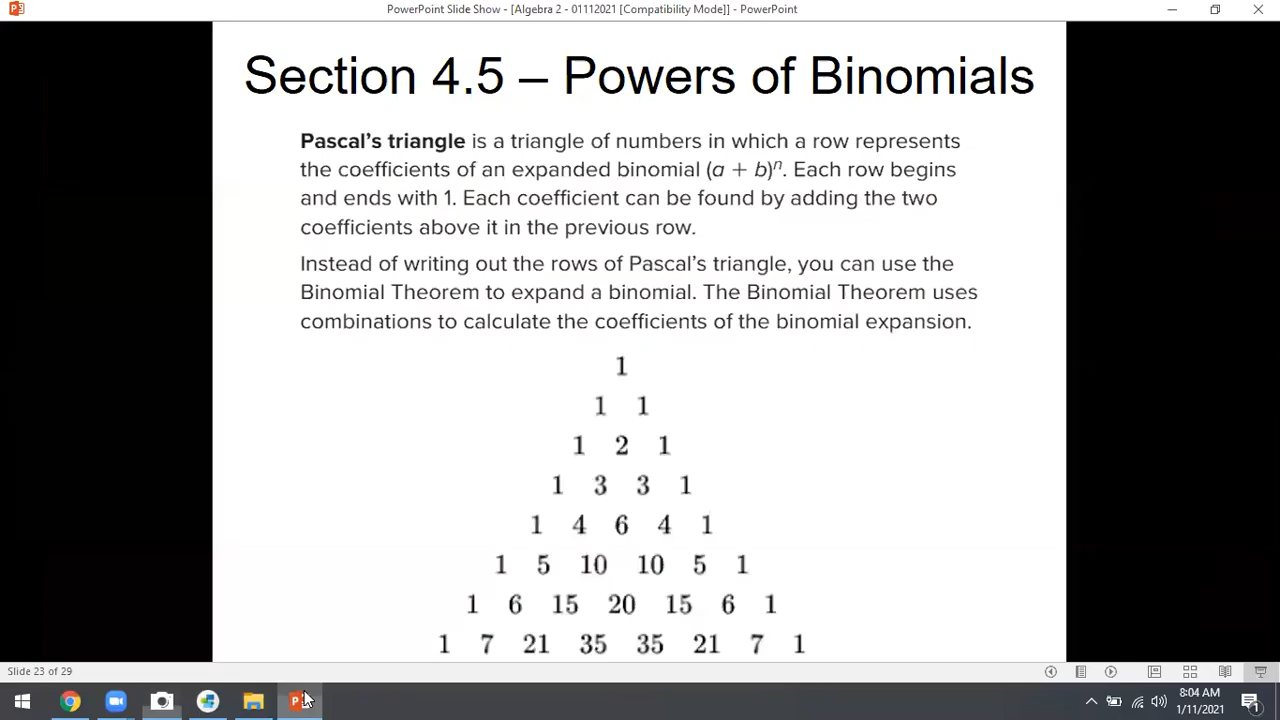 PowerPoint Slide Show - [Algebra 2 - 01112021 [Compatibility Mode]] - PowerPoint
Section 4.5 – Powers of Binomials
Pascal's triangle is a triangle of numbers in which a row represents
the coefficients of an expanded binomial (a + b)ⁿ. Each row begins
and ends with 1. Each coefficient can be found by adding the two
coefficients above it in the previous row.
Instead of writing out the rows of Pascal's triangle, you can use the
Binomial Theorem to expand a binomial. The Binomial Theorem uses
combinations to calculate the coefficients of the binomial expansion.
1
1 1
1 2 1
1 3 3 1
1 4 6 4 1
1 5 10 10 5 1
1 6 15 20 15 6 1
1 7 21 35 35 21 7 1
Slide 23 of 29
8:04 AM
1/11/2021